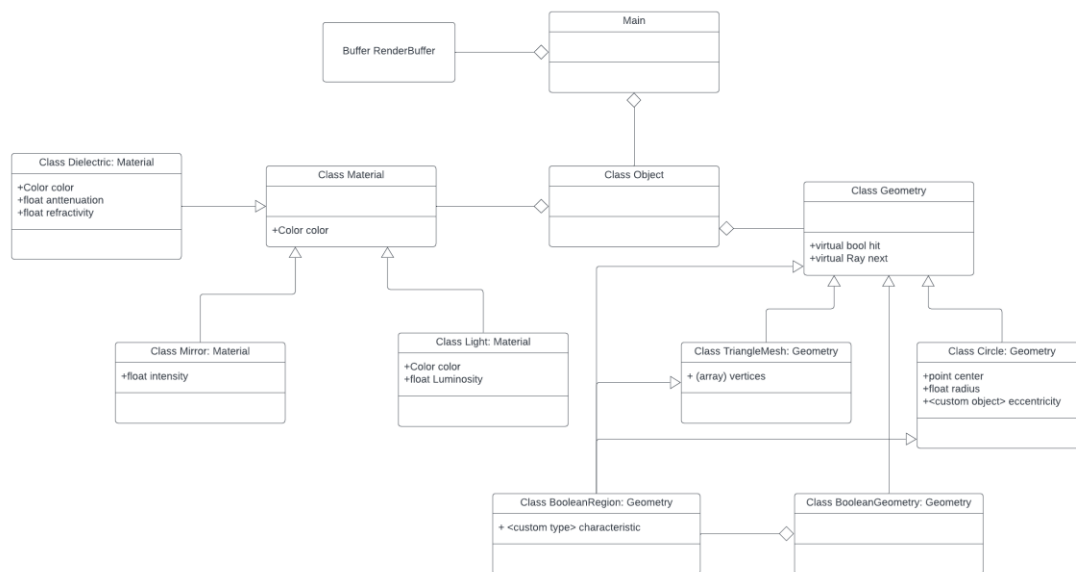 Main
Buffer RenderBuffer
Class Dielectric: Material
+Color color
+float anttenuation
+float refractivity
Class Material
+Color color
Class Object
Class Geometry
+virtual bool hit
+virtual Ray next
Class Mirror: Material
+float intensity
Class Light: Material
+Color color
+float Luminosity
Class TriangleMesh: Geometry
+ (array) vertices
Class Circle: Geometry
+point center
+float radius
+<custom object> eccentricity
Class BooleanRegion: Geometry
+ <custom type> characteristic
Class BooleanGeometry: Geometry